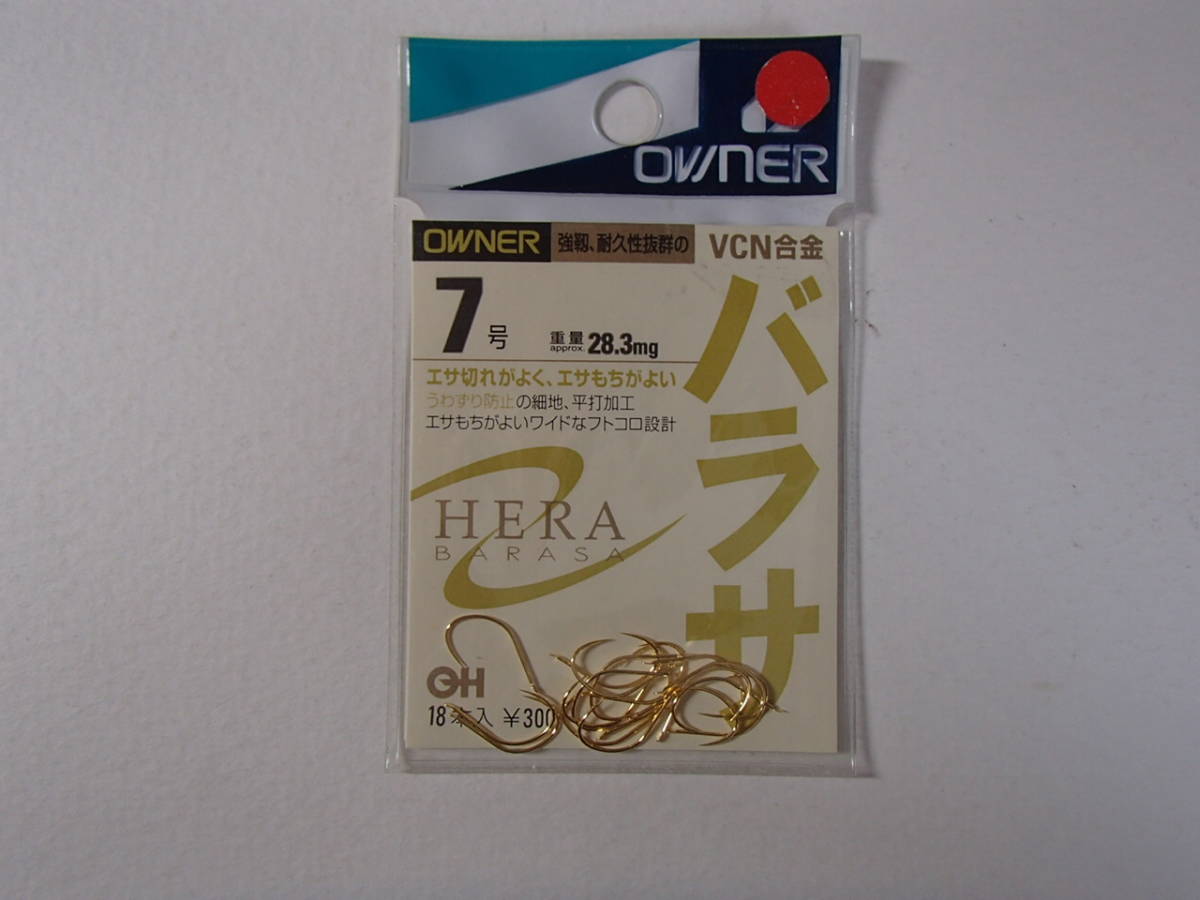 OWNER
OWNER 強靱、耐久性抜群の VCN合金
バラサ
7号 重量 approx. 28.3mg
エサ切れがよく、エサもちがよい
うわずり防止の細地、平打加工
エサもちがよいワイドなフトコロ設計
HERA
BARASA
OH
18本入 ¥300